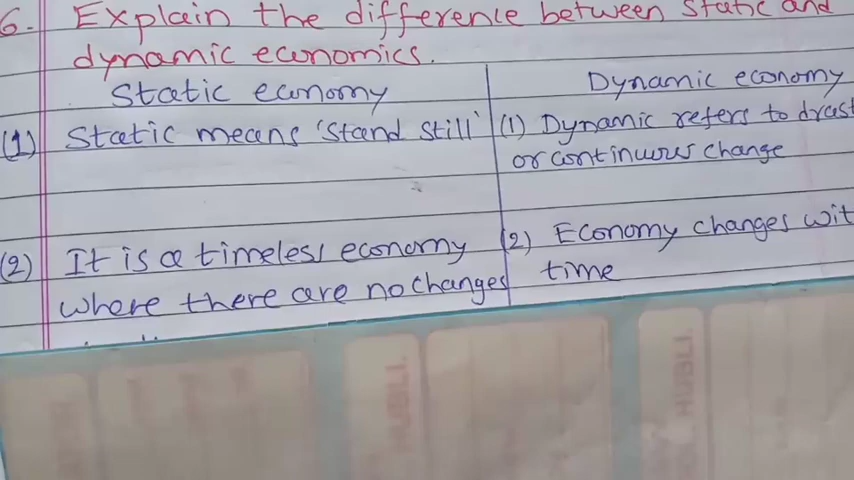 6. Explain the difference between static and
dynamic economics.
Static economy
Dynamic economy
(1) Static means 'Stand Still'
(1) Dynamic refers to
or continuous change
(2) It is a timeless economy
where there are no changes
(2) Economy changes
time
HUBLI.
HUBLI.